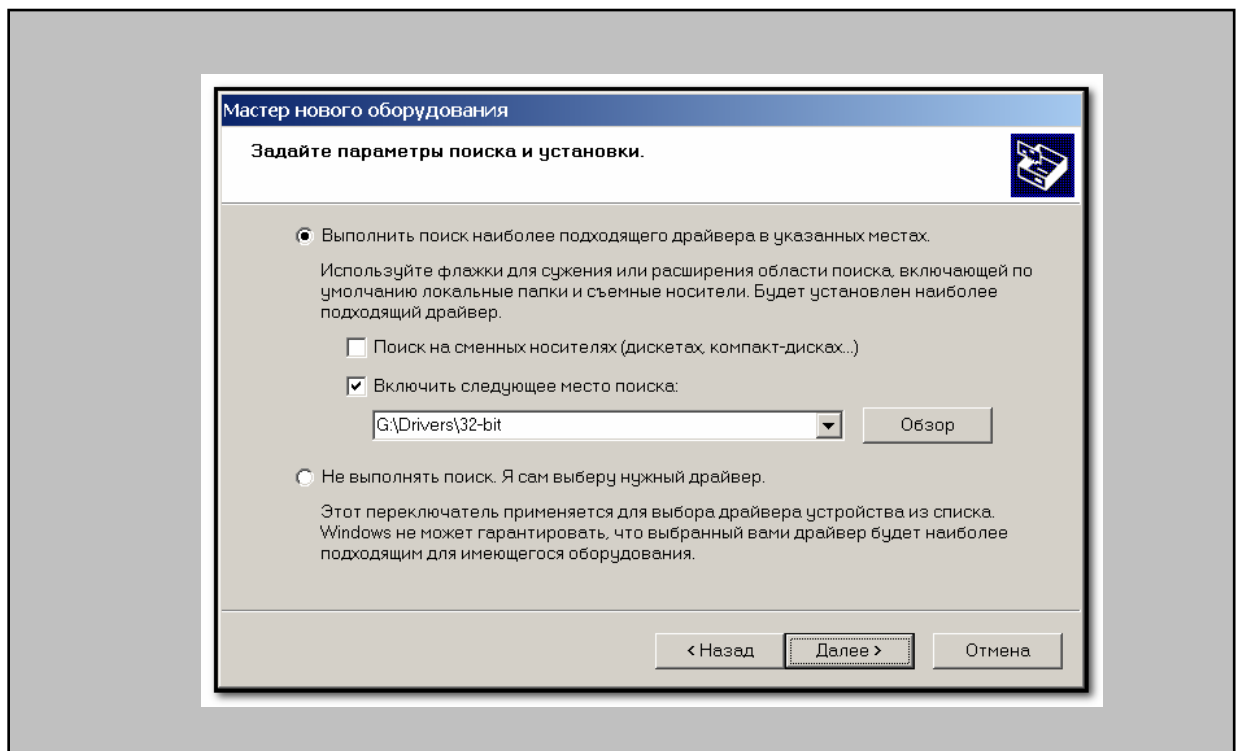 Мастер нового оборудования
Задайте параметры поиска и установки.
Выполнить поиск наиболее подходящего драйвера в указанных местах.
Используйте флажки для сужения или расширения области поиска, включающей по
умолчанию локальные папки и съемные носители. Будет установлен наиболее
подходящий драйвер.
Поиск на сменных носителях (дискетах, компакт-дисках...)
Включить следующее место поиска:
G:\Drivers\32-bit
Обзор
Не выполнять поиск. Я сам выберу нужный драйвер.
Этот переключатель применяется для выбора драйвера устройства из списка.
Windows не может гарантировать, что выбранный вами драйвер будет наиболее
подходящим для имеющегося оборудования.
< Назад
Далее >
Отмена